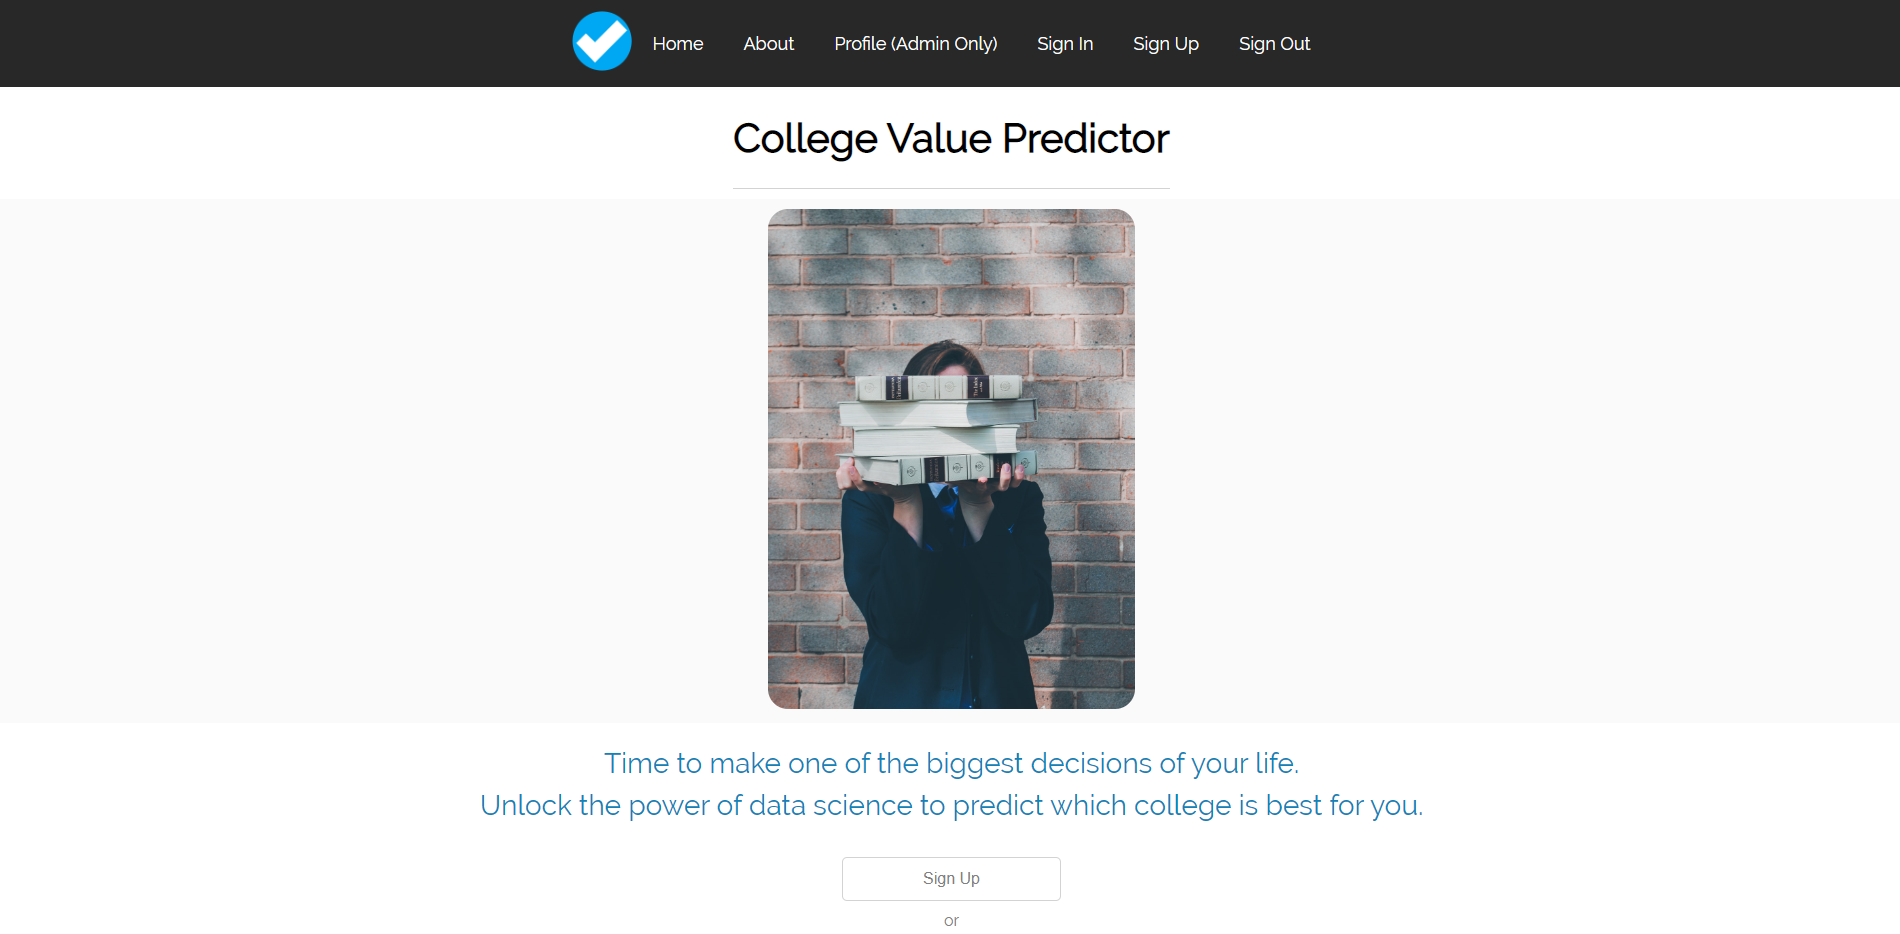 Home About Profile (Admin Only) Sign In Sign Up Sign Out
College Value Predictor
Time to make one of the biggest decisions of your life.
Unlock the power of data science to predict which college is best for you.
Sign Up
or